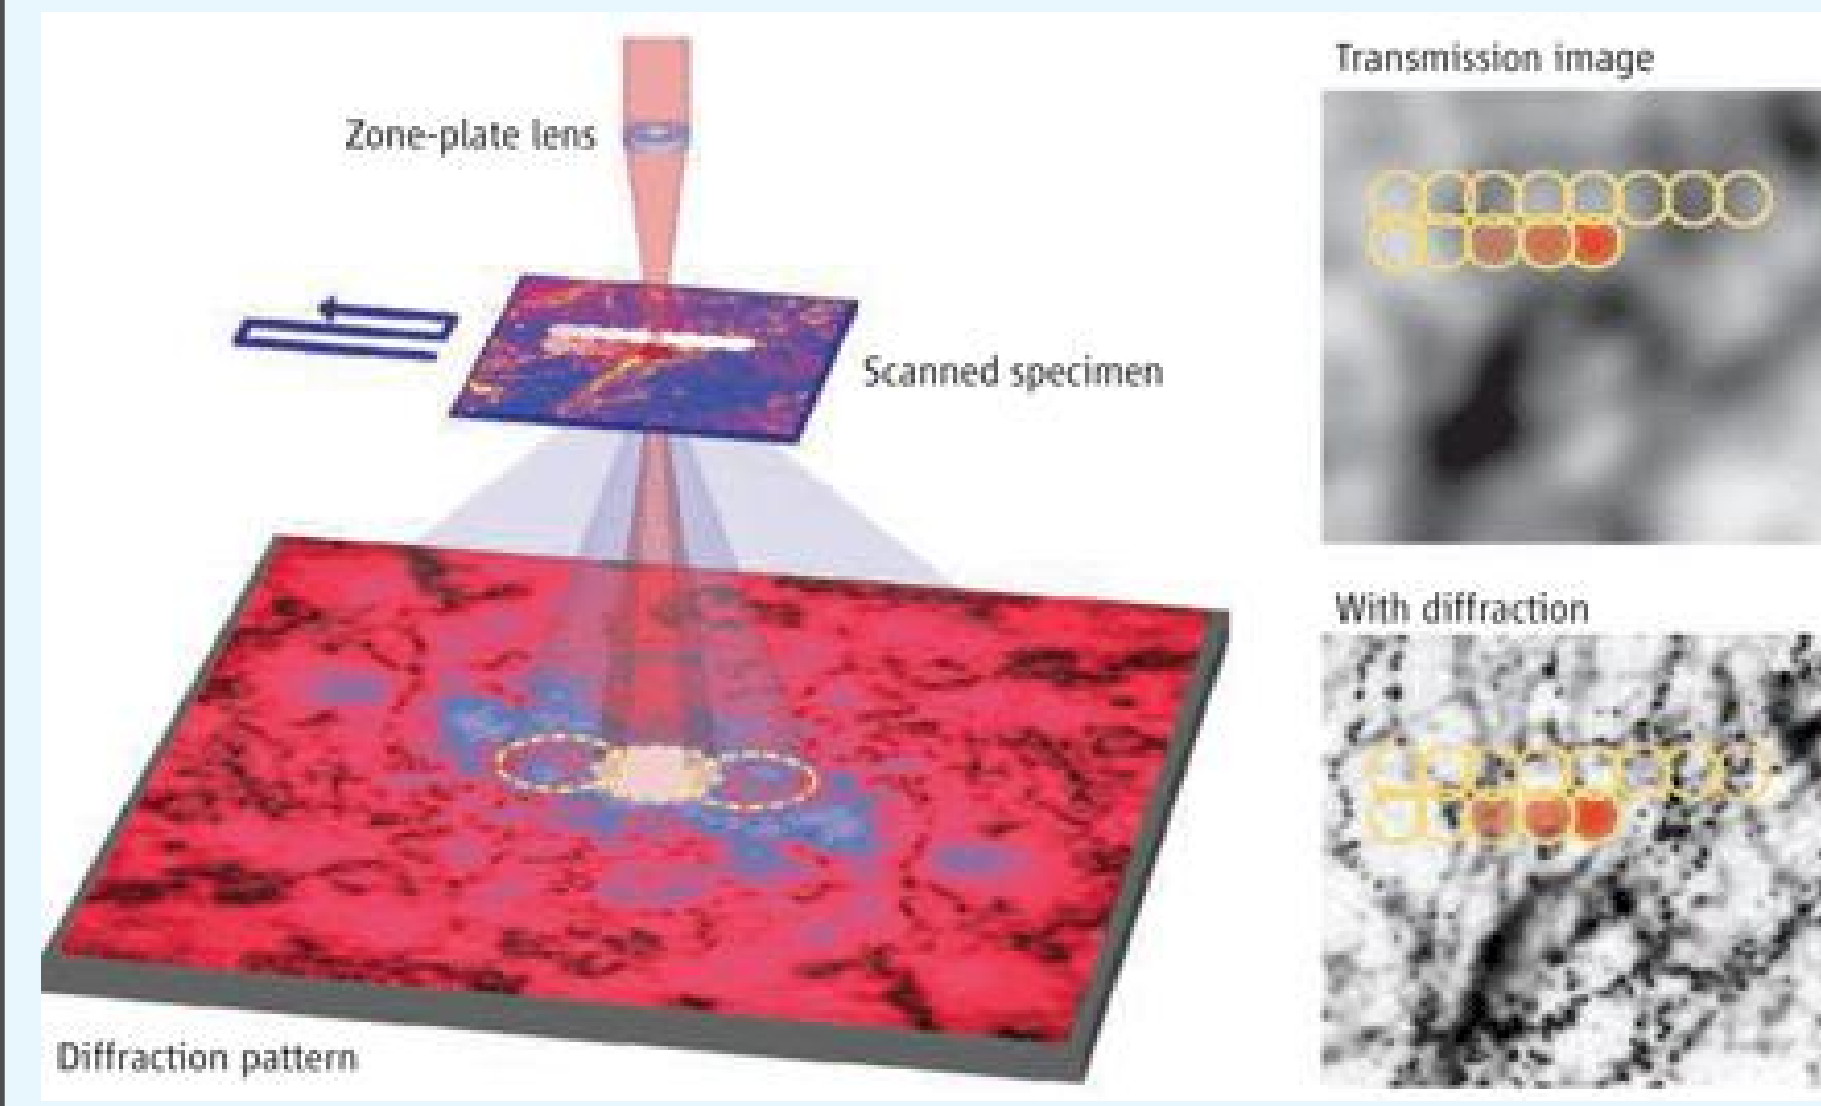 Transmission image
Zone-plate lens
Scanned specimen
With diffraction
Diffraction pattern